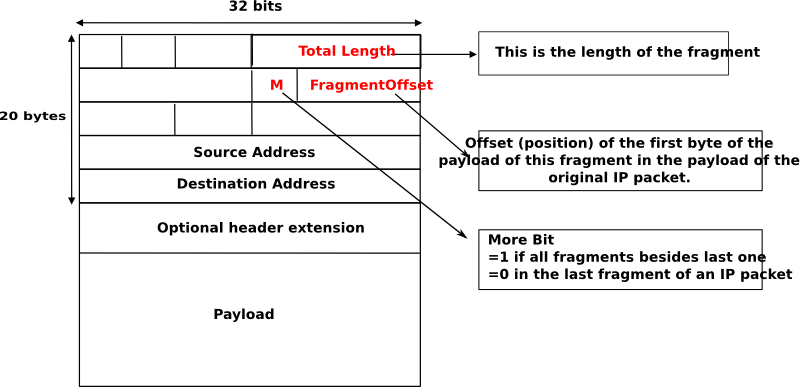 32 bits
Total Length
This is the length of the fragment
M
FragmentOffset
20 bytes
Offset (position) of the first byte of the
payload of this fragment in the payload of the
original IP packet.
Source Address
Destination Address
Optional header extension
More Bit
=1 if all fragments besides last one
=0 in the last fragment of an IP packet
Payload